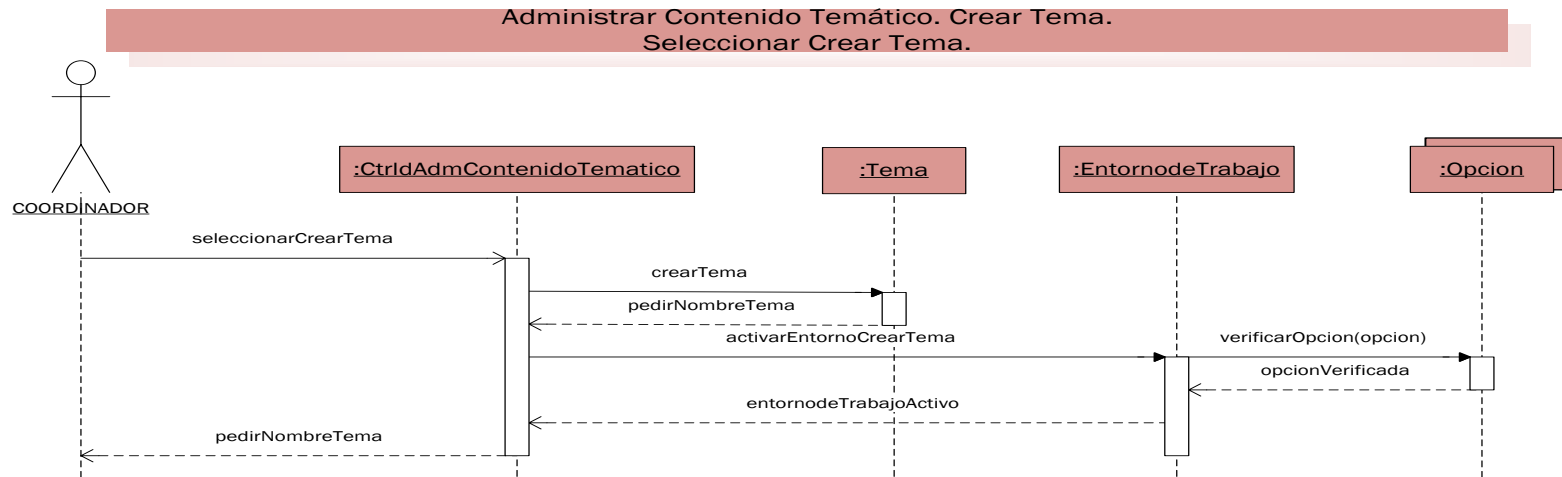 Administrar Contenido Temático. Crear Tema.
Seleccionar Crear Tema.
:CtrldAdmContenidoTematico
:Tema
:EntornodeTrabajo
:Opcion
COORDINADOR
seleccionarCrearTema
crearTema
pedirNombreTema
activarEntornoCrearTema
verificarOpcion(opcion)
opcionVerificada
entornodeTrabajoActivo
pedirNombreTema